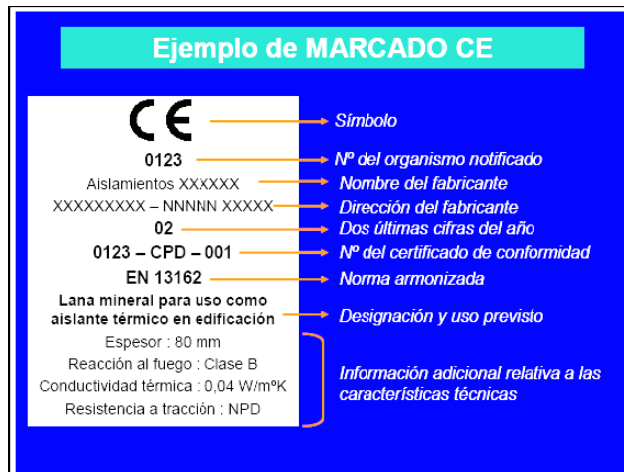 Ejemplo de MARCADO CE
CE
Símbolo
0123
Nº del organismo notificado
Aislamientos XXXXXX
Nombre del fabricante
XXXXXXXXX – NNNNN XXXXX
Dirección del fabricante
02
Dos últimas cifras del año
0123 – CPD – 001
Nº del certificado de conformidad
EN 13162
Norma armonizada
Lana mineral para uso como
aislante térmico en edificación
Designación y uso previsto
Espesor : 80 mm
Reacción al fuego : Clase B
Conductividad térmica : 0,04 W/mºK
Resistencia a tracción : NPD
Información adicional relativa a las
características técnicas